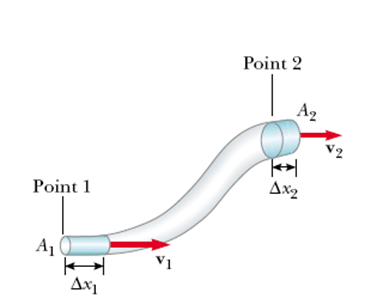 Point 2
A₂
v₂
Δx₂
Point 1
A₁
v₁
Δx₁